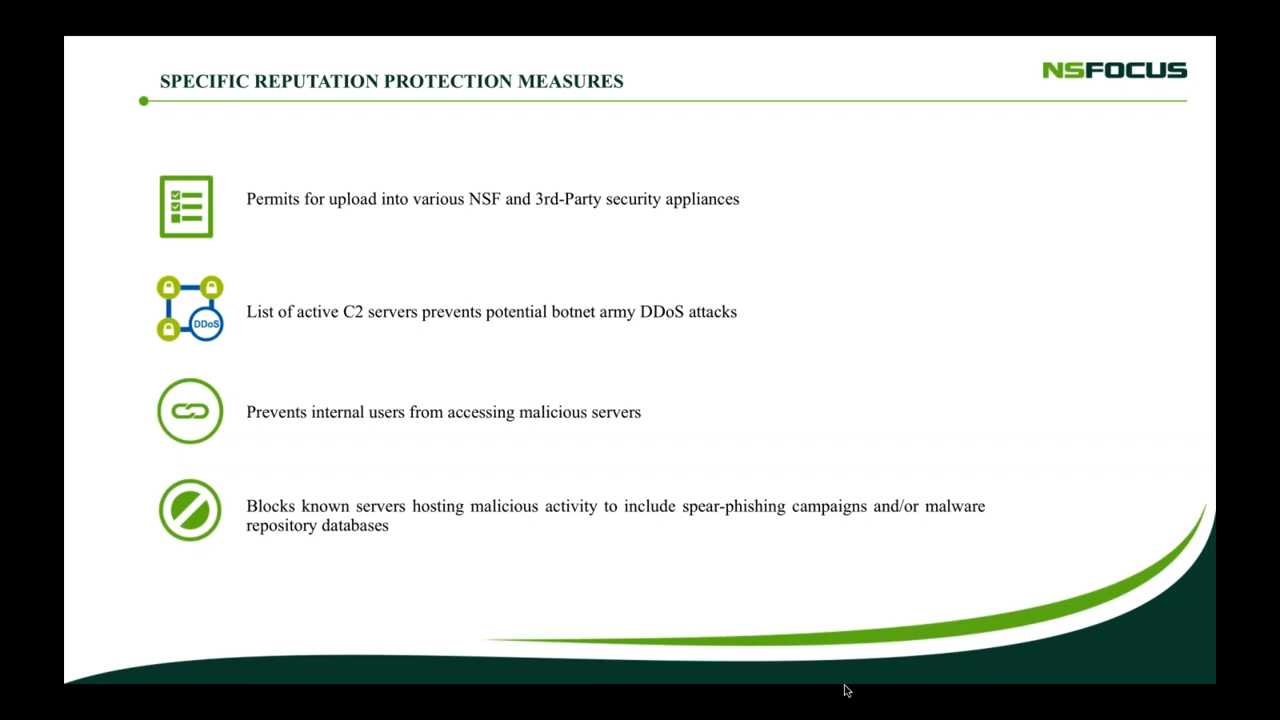 SPECIFIC REPUTATION PROTECTION MEASURES
NSFOCUS
Permits for upload into various NSF and 3rd-Party security appliances
DDoS
List of active C2 servers prevents potential botnet army DDoS attacks
Prevents internal users from accessing malicious servers
Blocks known servers hosting malicious activity to include spear-phishing campaigns and/or malware
repository databases